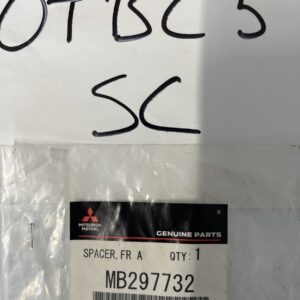 OTBC 5
SC
MITSUBISHI
MOTORS
GENUINE PARTS
SPACER, FR A QTY: 1
MB297732